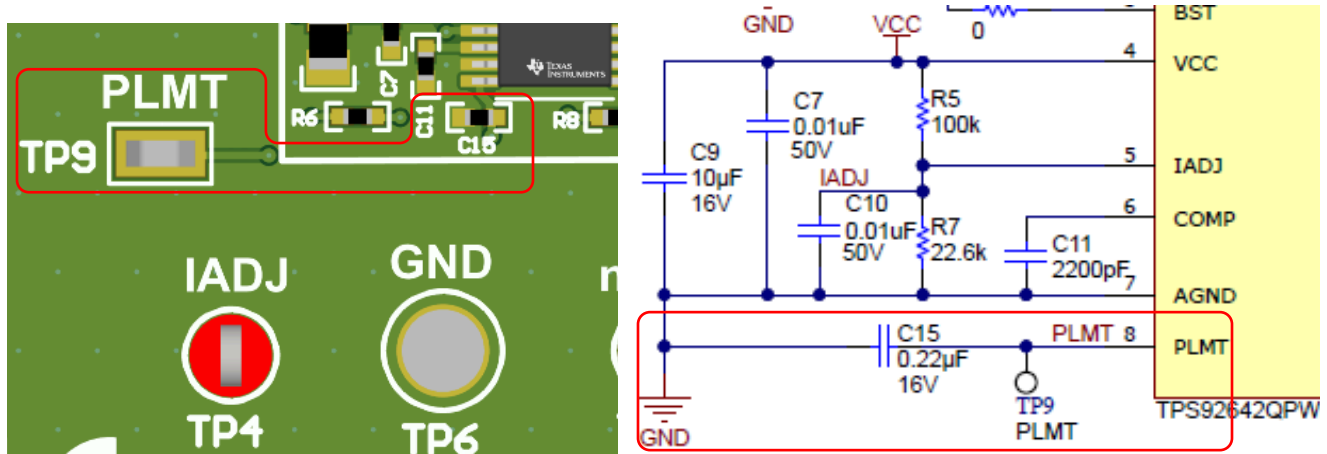 PLMT
TP9
R6
C7
C11
C15
R8
TEXAS
INSTRUMENTS
IADJ
TP4
GND
TP6
GND
VCC
0
BST
4
VCC
R5
100k
C7
0.01uF
50V
C9
10µF
16V
5
IADJ
IADJ
C10
0.01uF
50V
R7
22.6k
6
COMP
C11
2200pF
7
AGND
C15
0.22µF
16V
PLMT
8
PLMT
TP9
PLMT
GND
TPS92642QPW